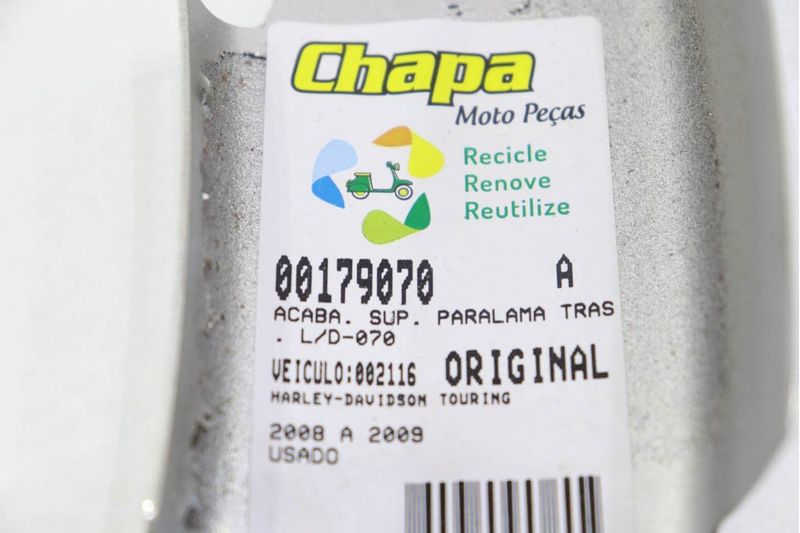 Chapa
Moto Peças
Recicle
Renove
Reutilize
00179070 A
ACABA. SUP. PARALAMA TRAS
. L/D-070
VEICULO:002116 ORIGINAL
HARLEY-DAVIDSON TOURING
2008 A 2009
USADO